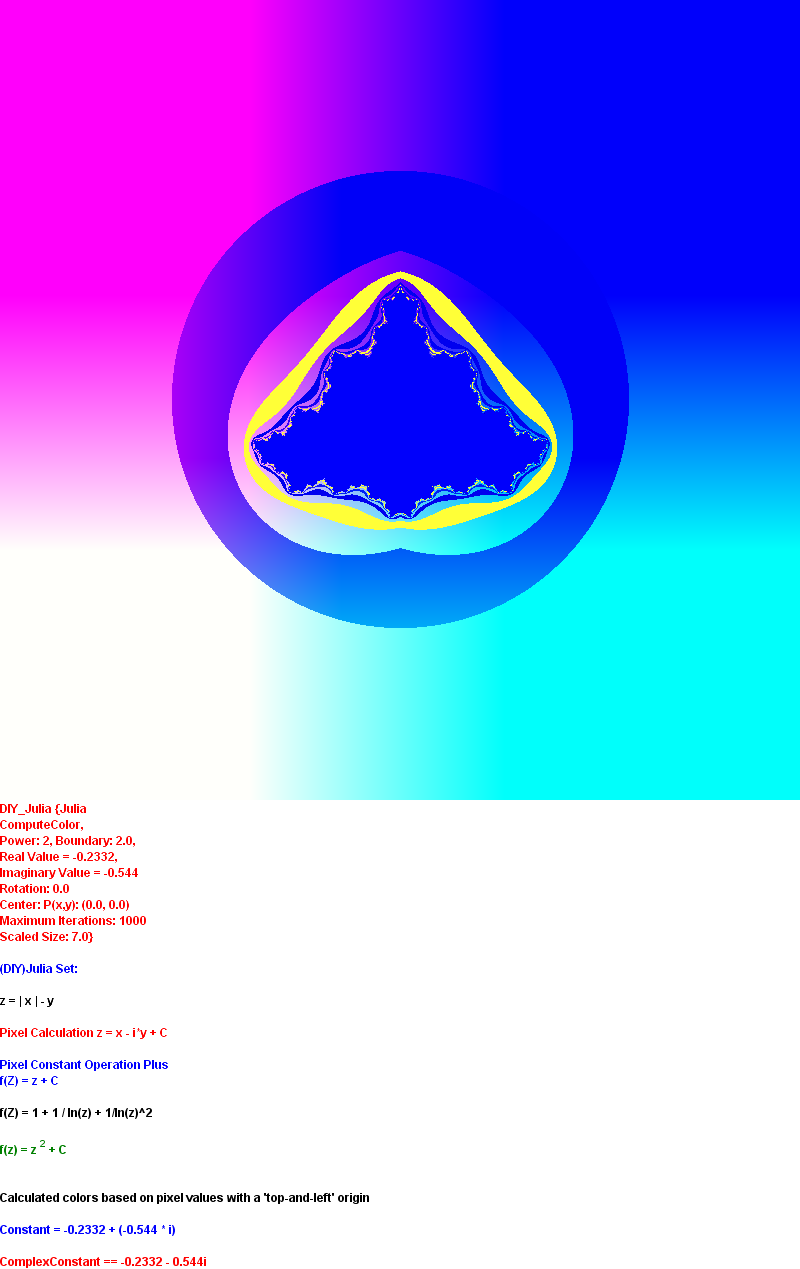 DIY_Julia {Julia
ComputeColor,
Power: 2, Boundary: 2.0,
Real Value = -0.2332,
Imaginary Value = -0.544
Rotation: 0.0
Center: P(x,y): (0.0, 0.0)
Maximum Iterations: 1000
Scaled Size: 7.0}
(DIY)Julia Set:
z = | x | - y
Pixel Calculation z = x - i*y + C
Pixel Constant Operation Plus
f(Z) = z + C
f(Z) = 1 + 1 / ln(z) + 1/ln(z)^2
f(z) = z ² + C
Calculated colors based on pixel values with a 'top-and-left' origin
Constant = -0.2332 + (-0.544 * i)
ComplexConstant == -0.2332 - 0.544i